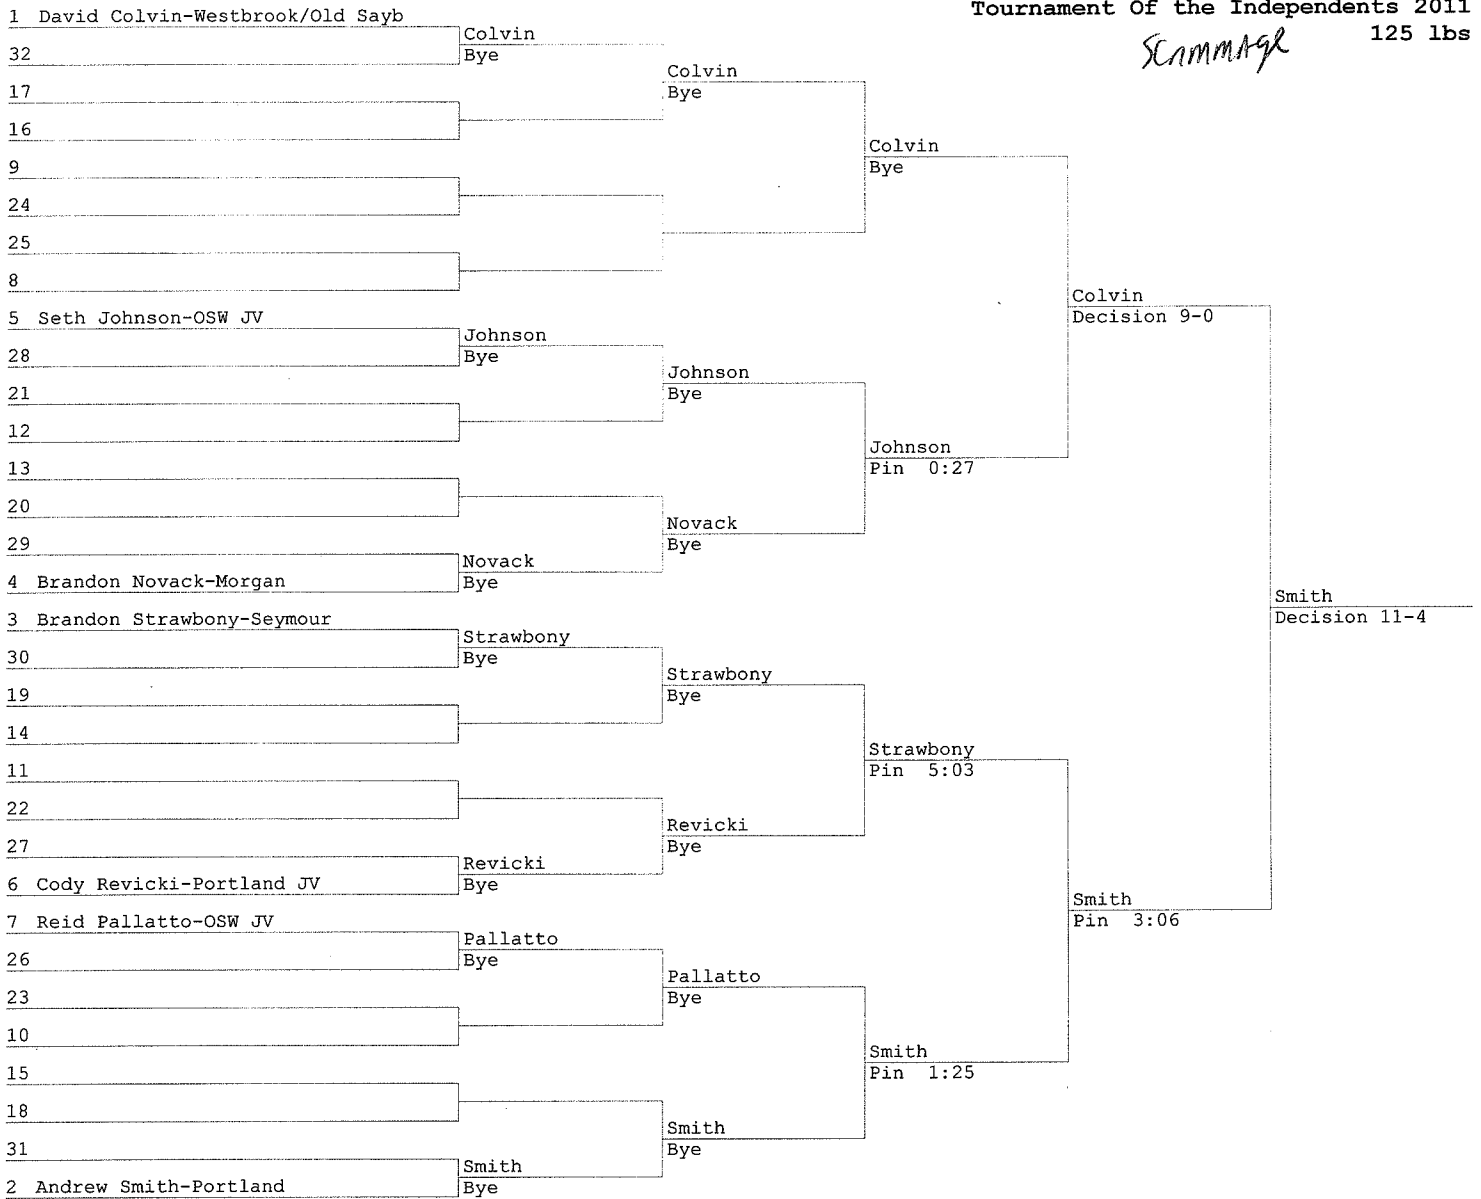 Tournament Of the Independents 2011
125 lbs
1 David Colvin-Westbrook/Old Sayb
Colvin
32
Bye
Colvin
17
Bye
16
Colvin
9
Bye
24
25
8
Colvin
5 Seth Johnson-OSW JV
Decision 9-0
Johnson
28
Bye
Johnson
21
Bye
12
Johnson
13
Pin 0:27
20
Novack
29
Bye
Novack
4 Brandon Novack-Morgan
Bye
Smith
3 Brandon Strawbony-Seymour
Decision 11-4
Strawbony
30
Bye
Strawbony
19
Bye
14
Strawbony
11
Pin 5:03
22
Revicki
27
Bye
Revicki
6 Cody Revicki-Portland JV
Bye
Smith
7 Reid Pallatto-OSW JV
Pin 3:06
Pallatto
26
Bye
Pallatto
23
Bye
10
Smith
15
Pin 1:25
18
Smith
31
Bye
Smith
2 Andrew Smith-Portland
Bye